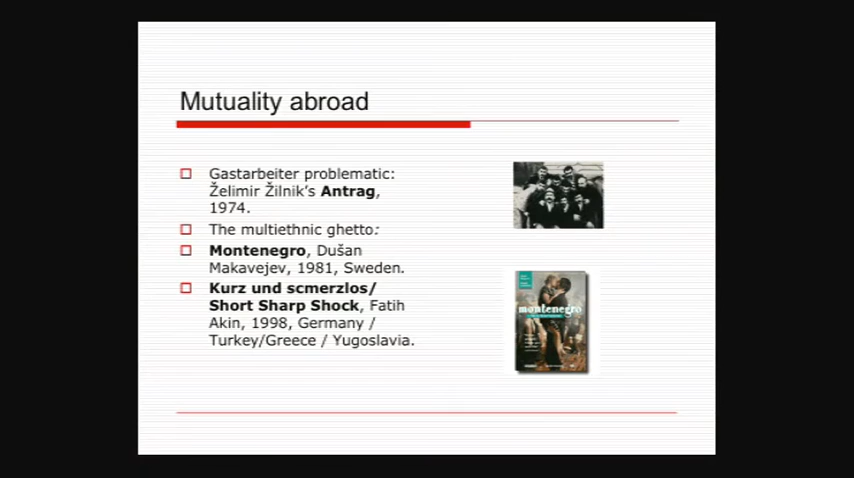 Mutuality abroad
Gastarbeiter problematic:
Želimir Žilnik's Antrag,
1974.
The multiethnic ghetto:
Montenegro, Dušan
Makavejev, 1981, Sweden.
Kurz und scmerzlos/
Short Sharp Shock, Fatih
Akin, 1998, Germany /
Turkey/Greece / Yugoslavia.
montenegro